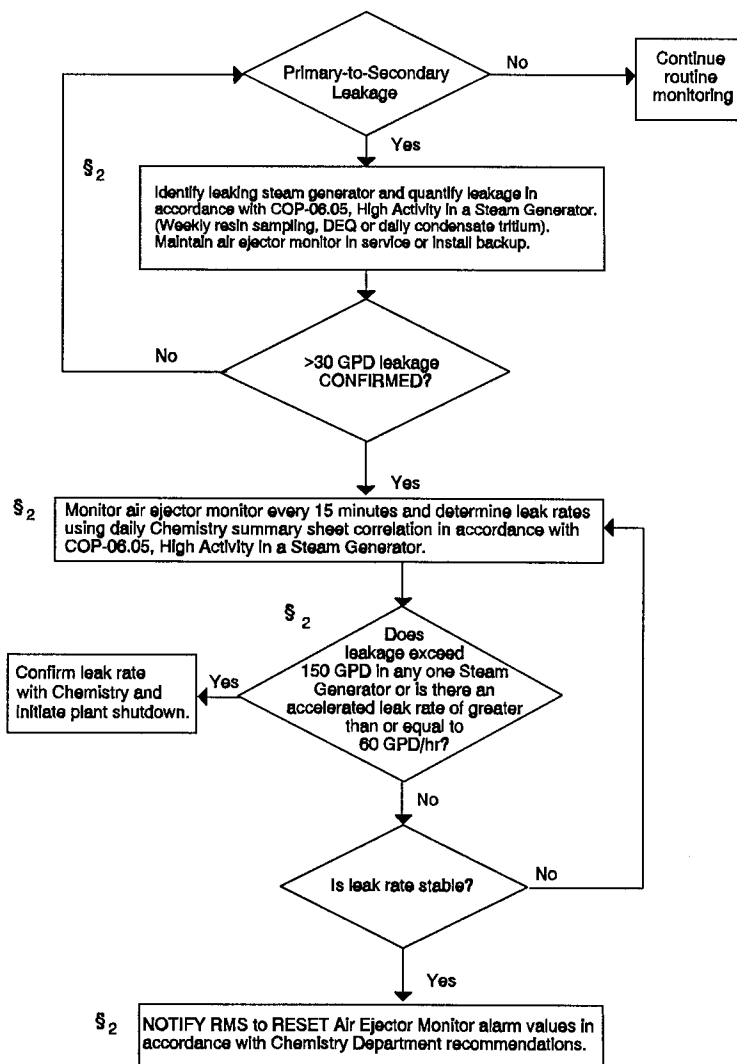 Primary-to-Secondary
Leakage
No
Continue
routine
monitoring
Yes
§2
Identify leaking steam generator and quantify leakage in
accordance with COP-06.05, High Activity in a Steam Generator.
(Weekly resin sampling, DEQ or daily condensate tritium).
Maintain air ejector monitor in service or install backup.
No
>30 GPD leakage
CONFIRMED?
Yes
§2
Monitor air ejector monitor every 15 minutes and determine leak rates
using daily Chemistry summary sheet correlation in accordance with
COP-06.05, High Activity in a Steam Generator.
§2
Does
leakage exceed
150 GPD in any one Steam
Generator or is there an
accelerated leak rate of greater
than or equal to
60 GPD/hr?
Yes
Confirm leak rate
with Chemistry and
initiate plant shutdown.
No
Is leak rate stable?
No
Yes
§2
NOTIFY RMS to RESET Air Ejector Monitor alarm values in
accordance with Chemistry Department recommendations.